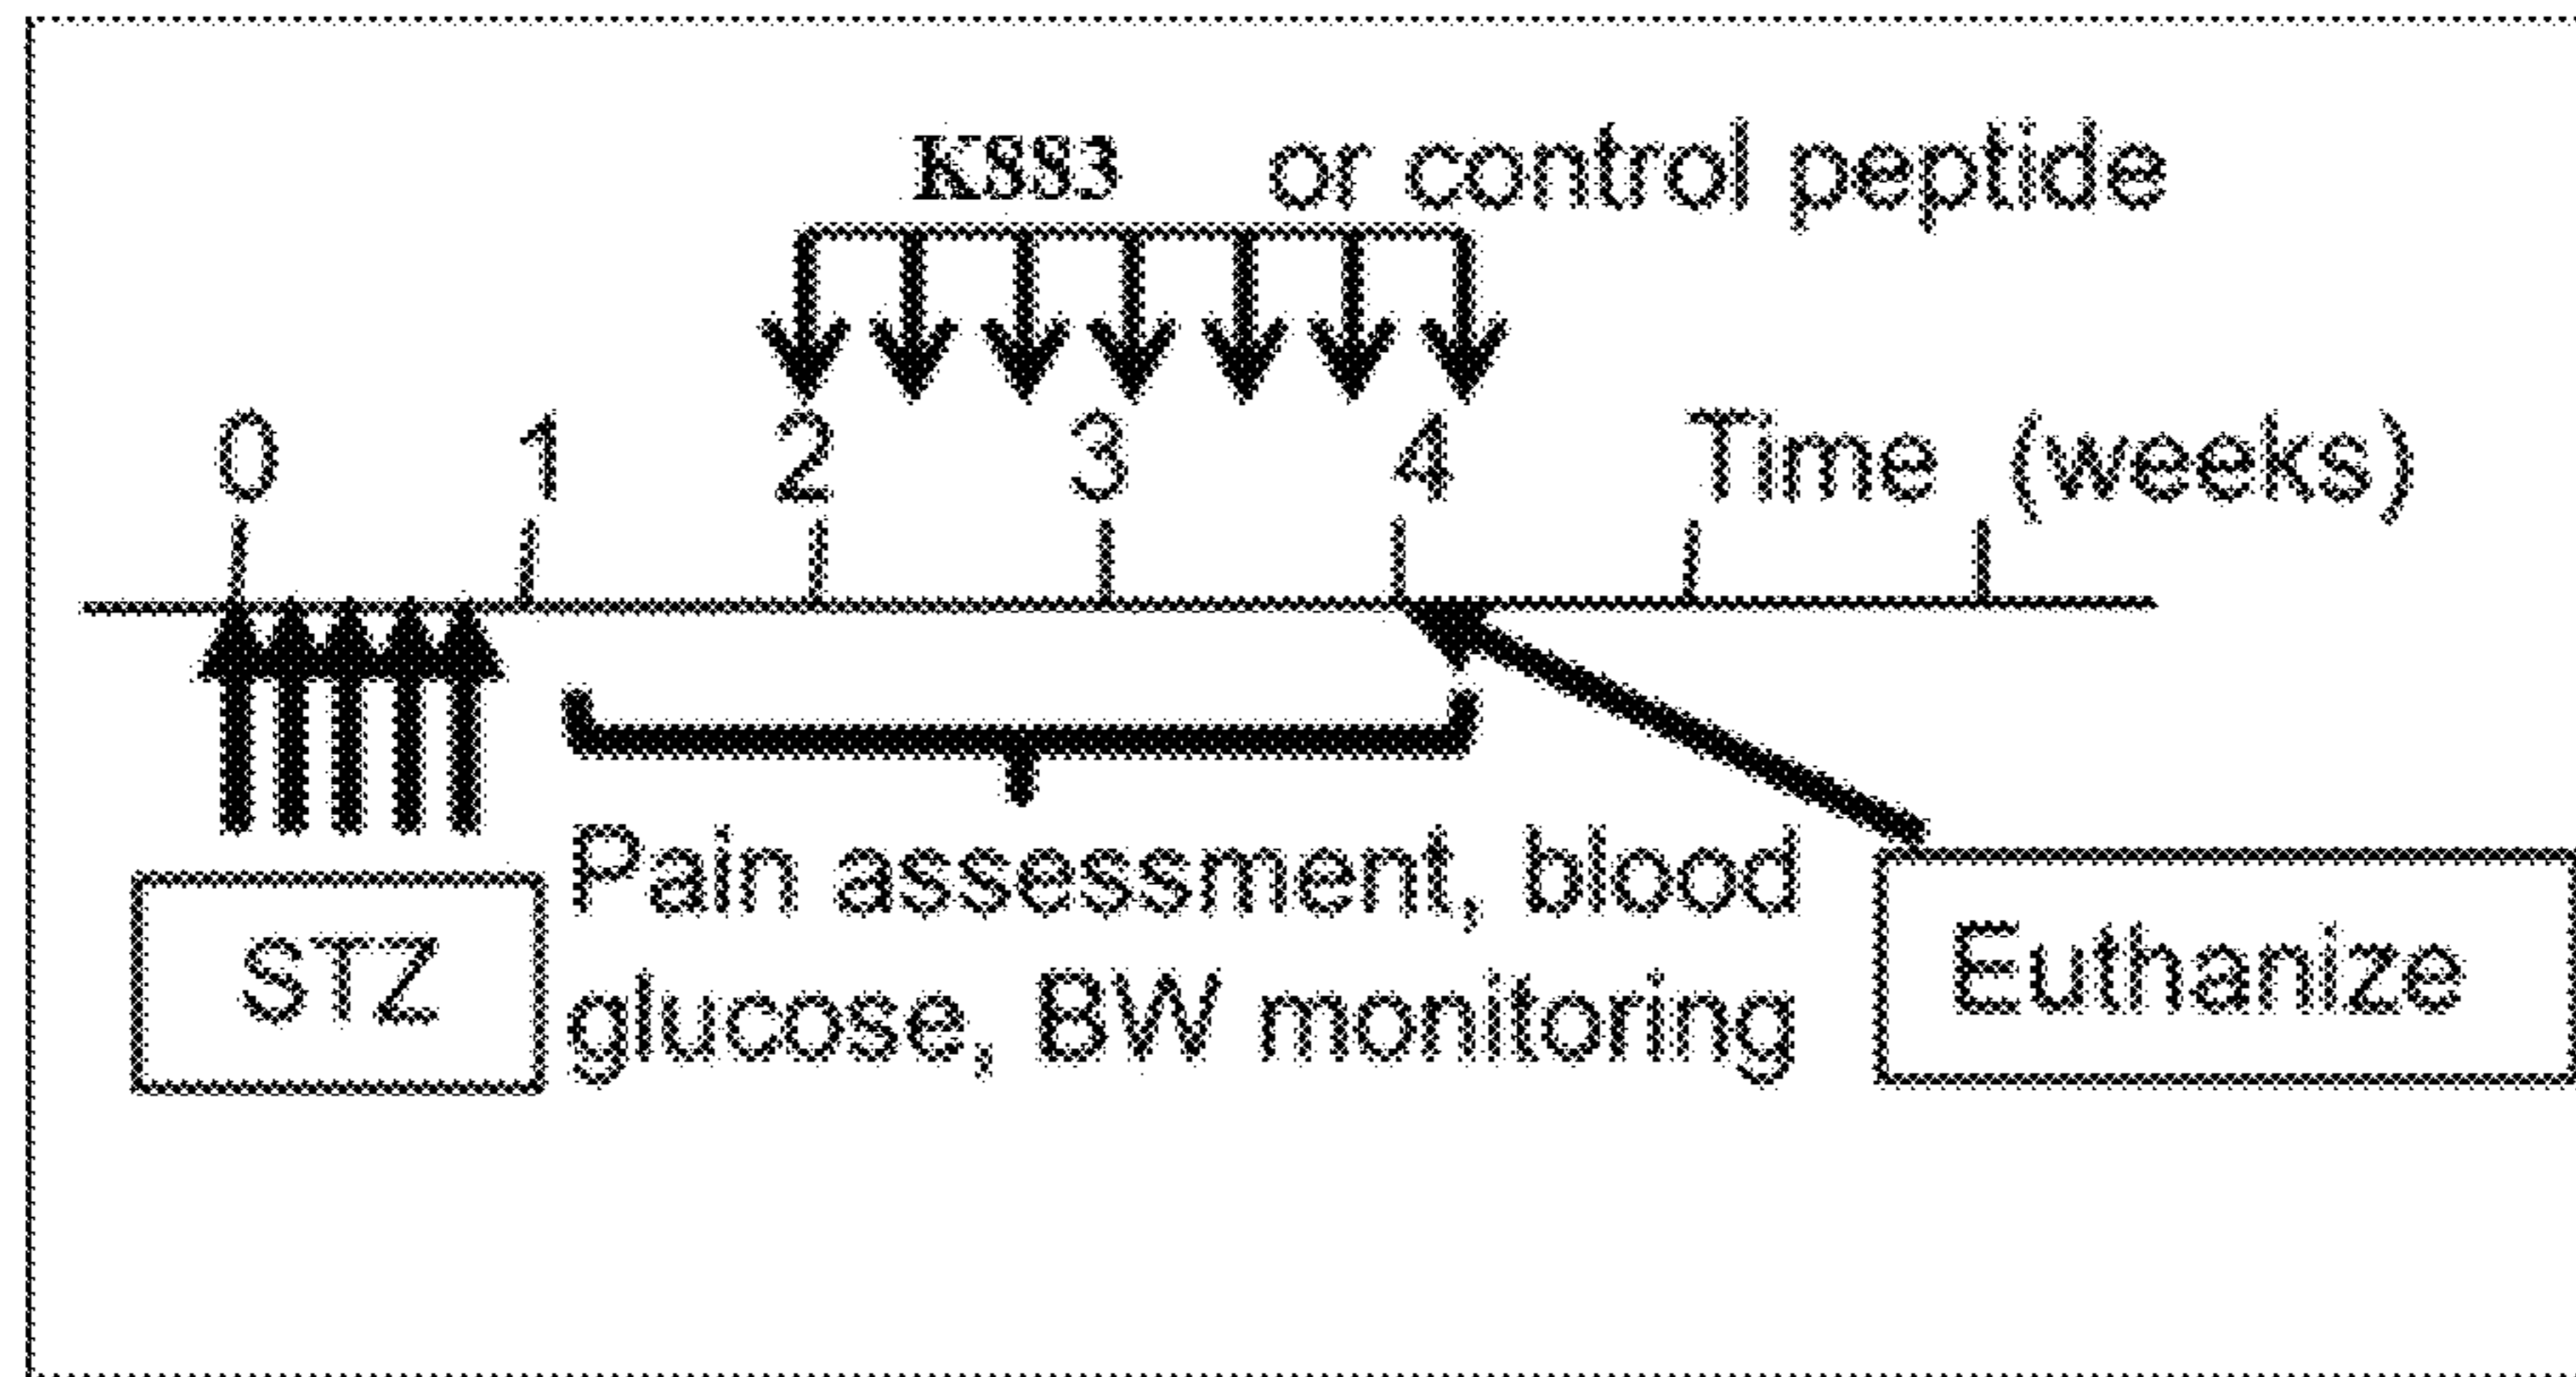 KSS3 or control peptide
0 1 2 3 4 Time (weeks)
STZ
Pain assessment, blood
glucose, BW monitoring
Euthanize